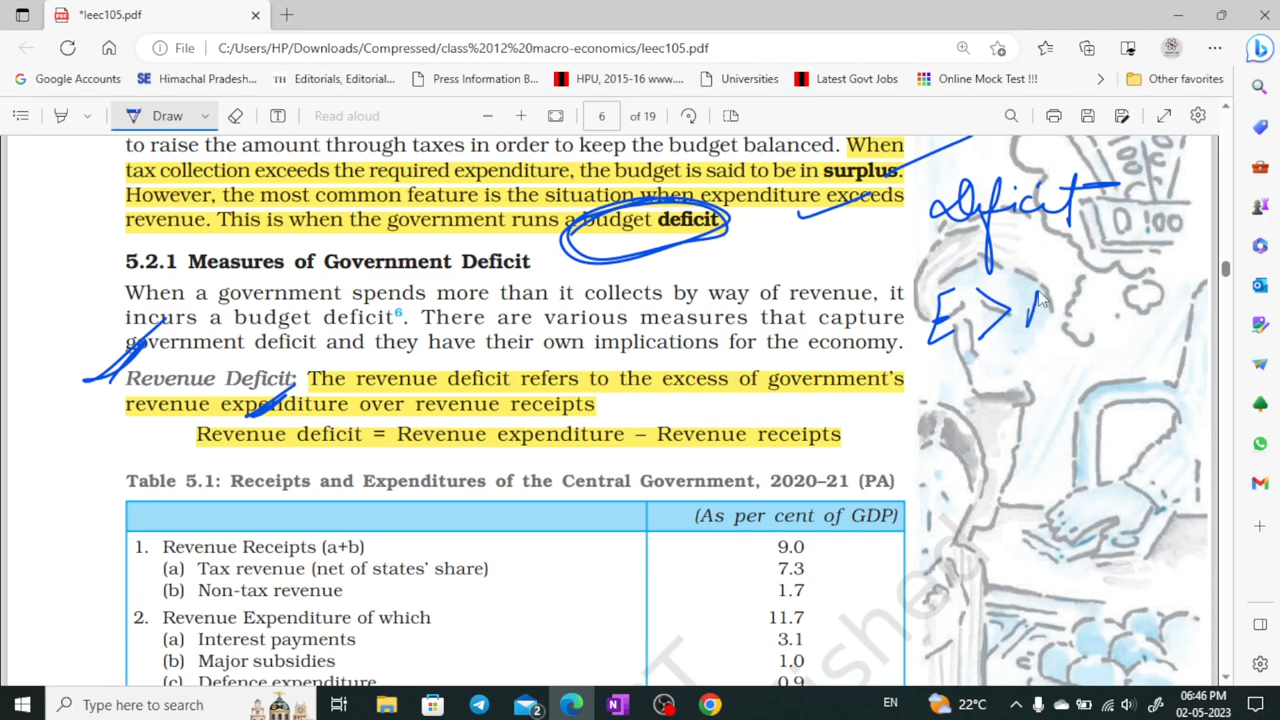 *leec105.pdf
File C:/Users/HP/Downloads/Compressed/class%2012%20macro-economics/leec105.pdf
Google Accounts SE Himachal Pradesh... TH Editorials, Editorial... Press Information B... HPU, 2015-16 www.... Universities Latest Govt Jobs Online Mock Test !!! Other favorites
Draw Read aloud 6 of 19
to raise the amount through taxes in order to keep the budget balanced. When
tax collection exceeds the required expenditure, the budget is said to be in surplus.
However, the most common feature is the situation when expenditure exceeds
revenue. This is when the government runs a budget deficit
Deficit
D !00
5.2.1 Measures of Government Deficit
When a government spends more than it collects by way of revenue, it
incurs a budget deficit6. There are various measures that capture
government deficit and they have their own implications for the economy.
E >
Revenue Deficit: The revenue deficit refers to the excess of government's
revenue expenditure over revenue receipts
Revenue deficit = Revenue expenditure – Revenue receipts
Table 5.1: Receipts and Expenditures of the Central Government, 2020–21 (PA)
(As per cent of GDP)
1. Revenue Receipts (a+b) 9.0
(a) Tax revenue (net of states' share) 7.3
(b) Non-tax revenue 1.7
2. Revenue Expenditure of which 11.7
(a) Interest payments 3.1
(b) Major subsidies 1.0
(c) Defence expenditure 0.9
Type here to search 2 EN 22°C 06:46 PM
02-05-2023